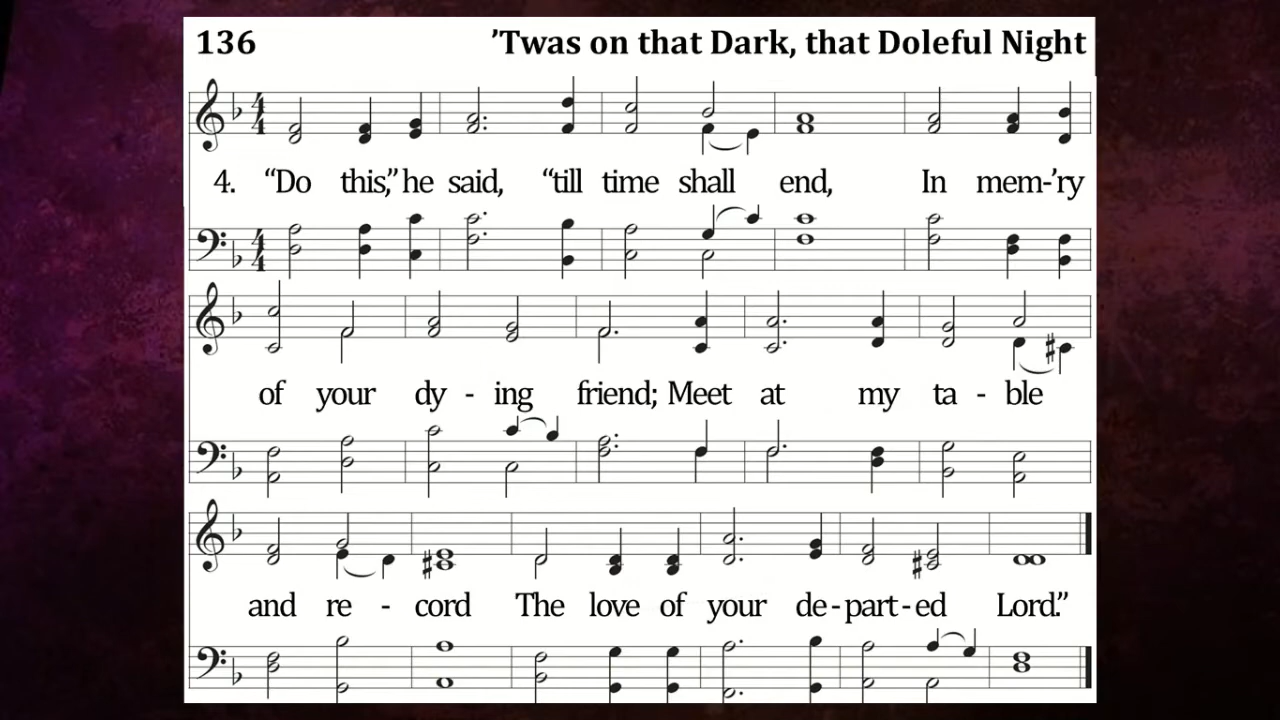 136 ’Twas on that Dark, that Doleful Night
4. “Do this,” he said, “till time shall end, In mem-’ry
of your dy - ing friend; Meet at my ta - ble
and re - cord The love of your de - part - ed Lord.”